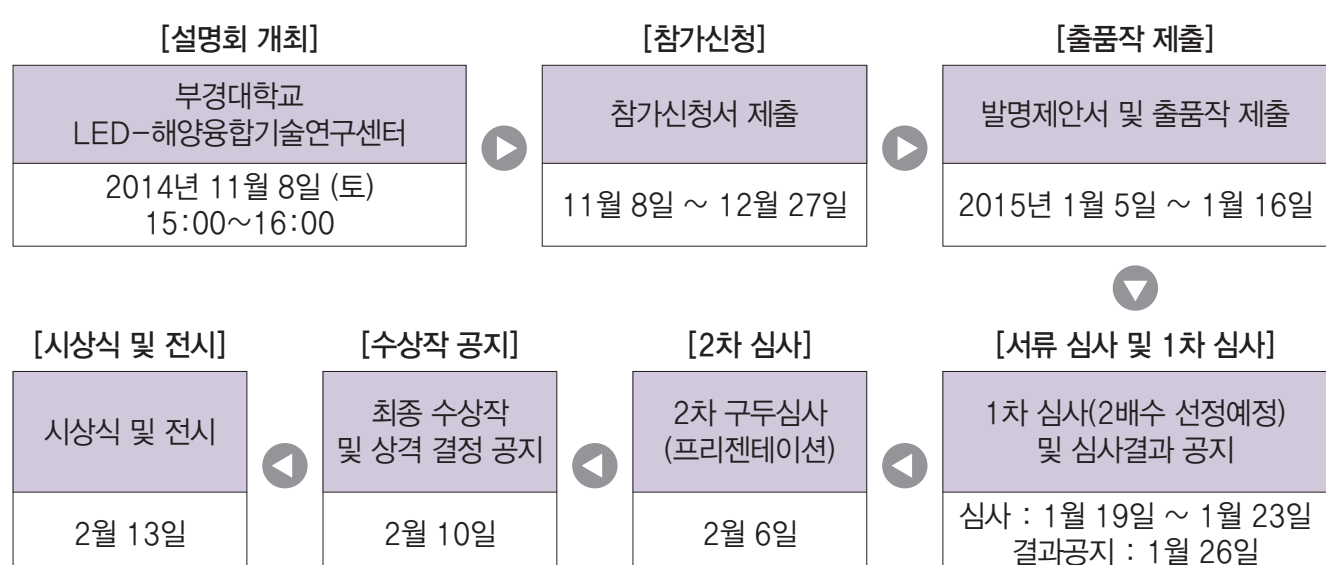 [설명회 개최]
부경대학교
LED-해양융합기술연구센터
2014년 11월 8일 (토)
15:00~16:00
[참가신청]
참가신청서 제출
11월 8일 ~ 12월 27일
[출품작 제출]
발명제안서 및 출품작 제출
2015년 1월 5일 ~ 1월 16일
[서류 심사 및 1차 심사]
1차 심사(2배수 선정예정)
및 심사결과 공지
심사 : 1월 19일 ~ 1월 23일
결과공지 : 1월 26일
[2차 심사]
2차 구두심사
(프리젠테이션)
2월 6일
[수상작 공지]
최종 수상작
및 상격 결정 공지
2월 10일
[시상식 및 전시]
시상식 및 전시
2월 13일